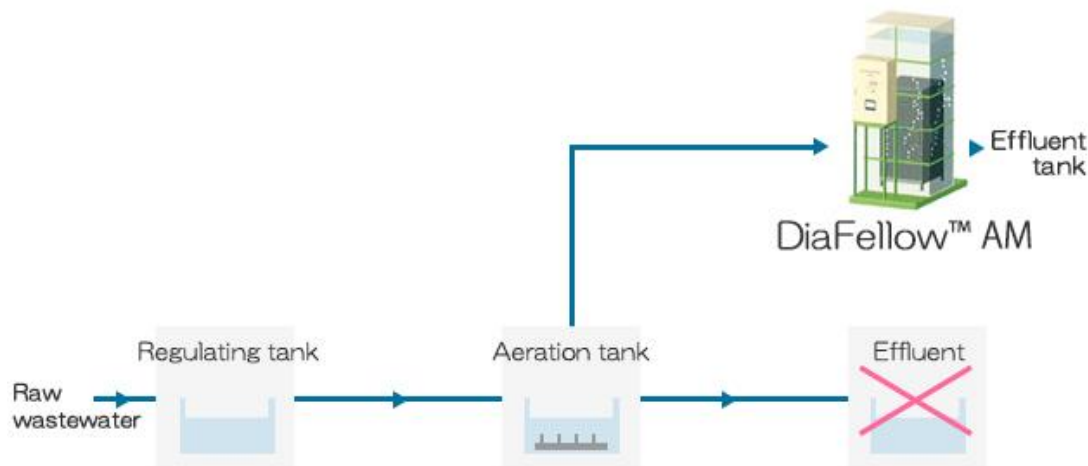 Effluent
tank
DiaFellow™ AM
Regulating tank
Aeration tank
Effluent
Raw
wastewater